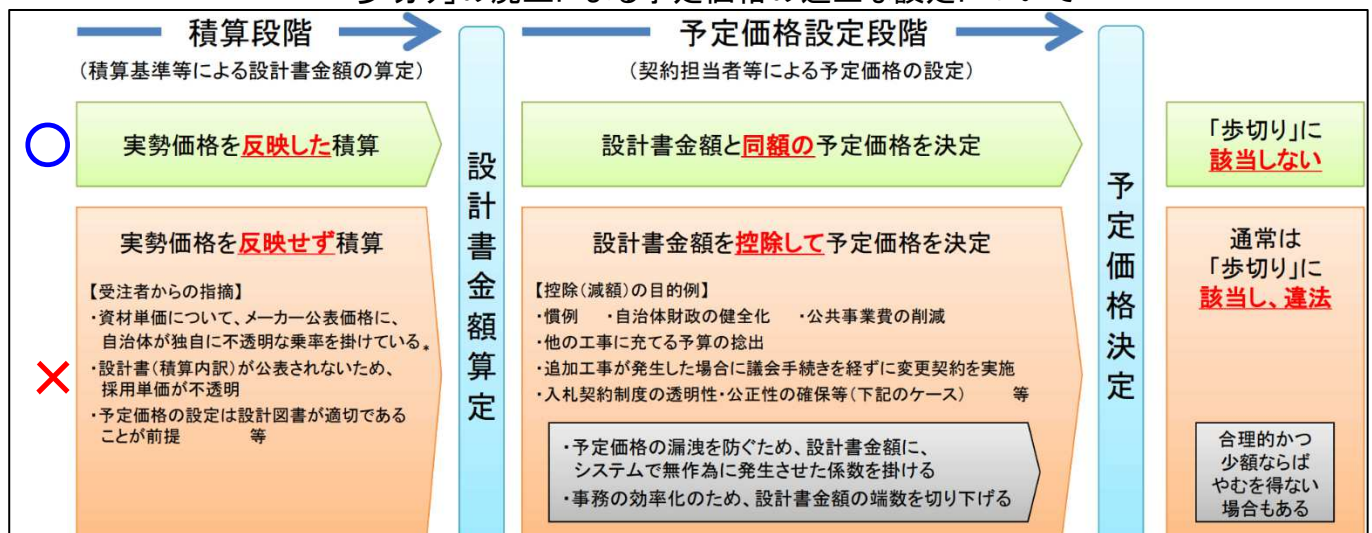 積算段階
(積算基準等による設計書金額の算定)
予定価格設定段階
(契約担当者等による予定価格の設定)
実勢価格を反映した積算
設計書金額と同額の予定価格を決定
「歩切り」に
該当しない
設計書金額算定
予定価格決定
実勢価格を反映せず積算
【受注者からの指摘】
・資材単価について、メーカー公表価格に、
自治体が独自に不透明な乗率を掛けている。
・設計書(積算内訳)が公表されないため、
採用単価が不透明
・予定価格の設定は設計図書が適切である
ことが前提 等
設計書金額を控除して予定価格を決定
【控除(減額)の目的例】
・慣例 ・自治体財政の健全化 ・公共事業費の削減
・他の工事に充てる予算の捻出
・追加工事が発生した場合に議会手続きを経ずに変更契約を実施
・入札契約制度の透明性・公正性の確保等(下記のケース) 等
・予定価格の漏洩を防ぐため、設計書金額に、
システムで無作為に発生させた係数を掛ける
・事務の効率化のため、設計書金額の端数を切り下げる
通常は
「歩切り」に
該当し、違法
合理的かつ
少額ならば
やむを得ない
場合もある